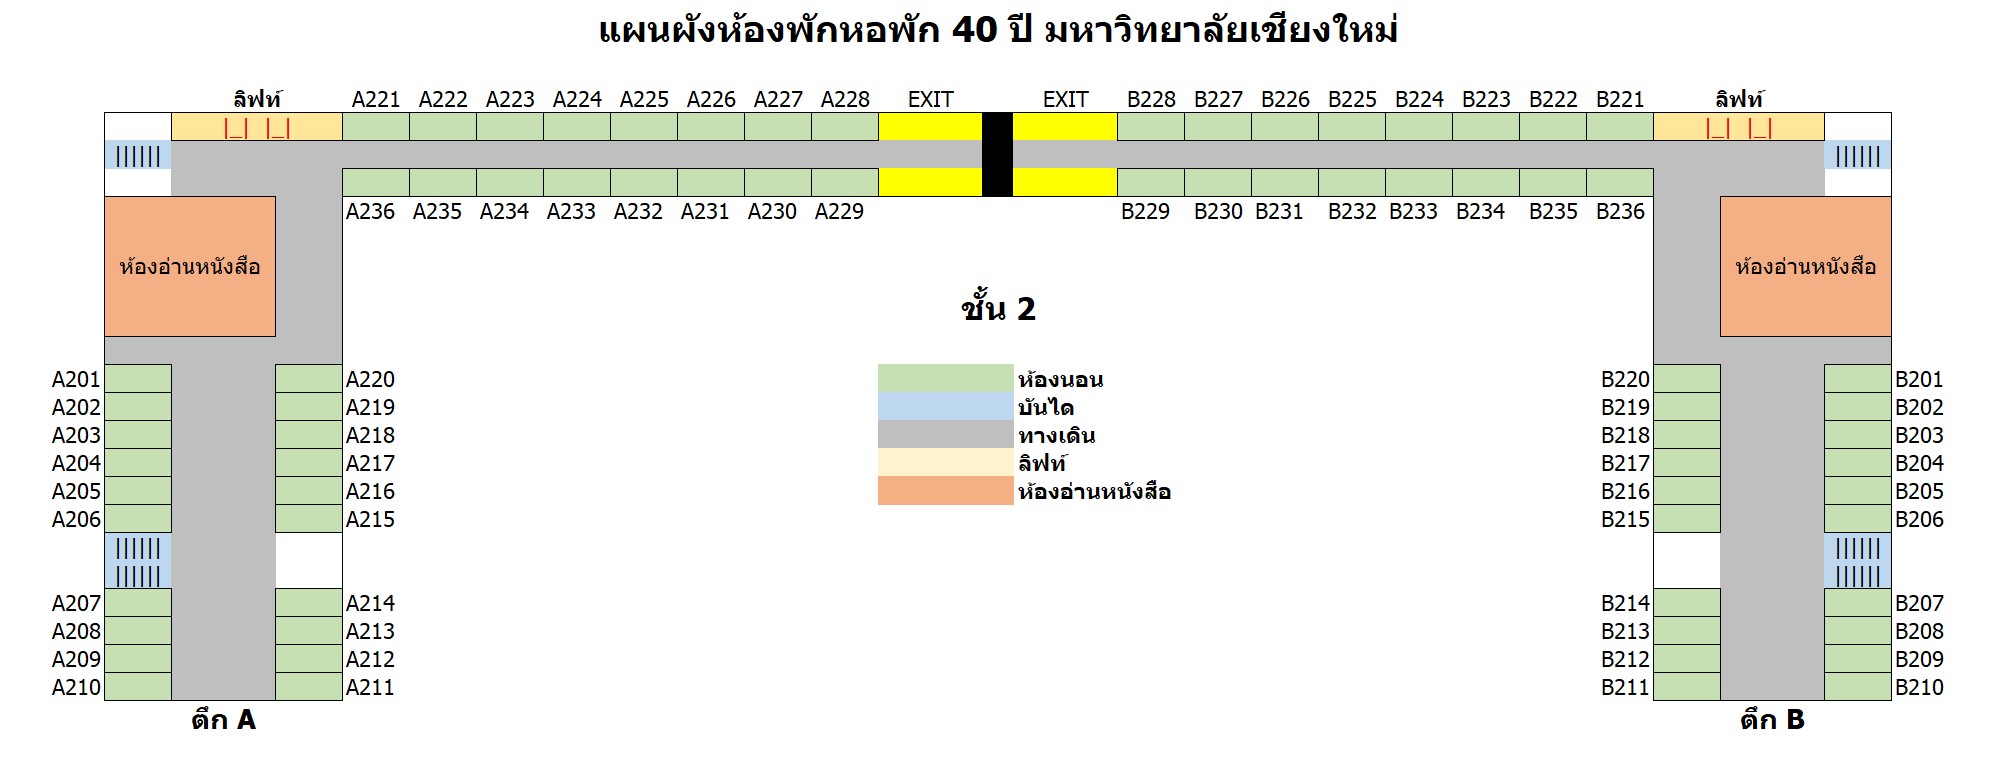 แผนผังห้องพักหอพัก 40 ปี มหาวิทยาลัยเชียงใหม่
ลิฟท์ A221 A222 A223 A224 A225 A226 A227 A228 EXIT EXIT B228 B227 B226 B225 B224 B223 B222 B221 ลิฟท์
A236 A235 A234 A233 A232 A231 A230 A229 B229 B230 B231 B232 B233 B234 B235 B236
ห้องอ่านหนังสือ ห้องอ่านหนังสือ
ชั้น 2
A201 A220 ห้องนอน B220 B201
A202 A219 บันได B219 B202
A203 A218 ทางเดิน B218 B203
A204 A217 ลิฟท์ B217 B204
A205 A216 ห้องอ่านหนังสือ B216 B205
A206 A215 B215 B206
A207 A214 B214 B207
A208 A213 B213 B208
A209 A212 B212 B209
A210 A211 B211 B210
ตึก A ตึก B